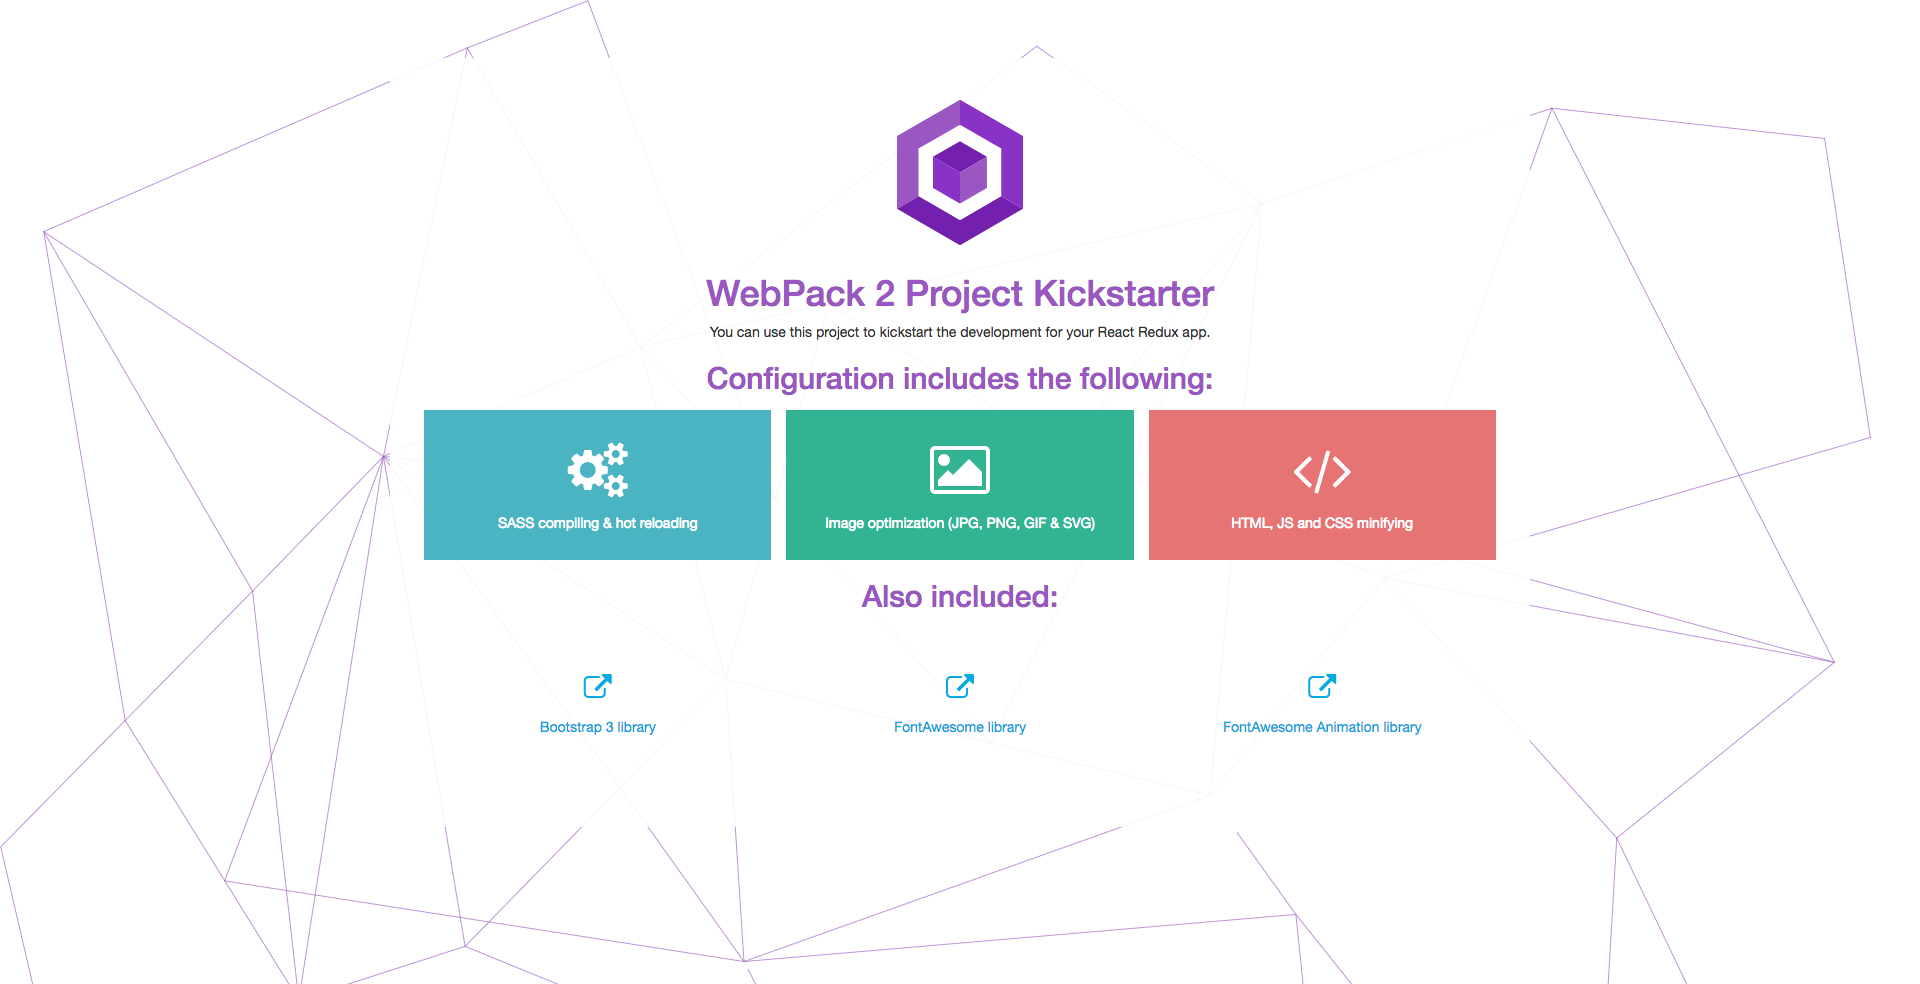 WebPack 2 Project Kickstarter
You can use this project to kickstart the development for your React Redux app.
Configuration includes the following:
SASS compiling & hot reloading
Image optimization (JPG, PNG, GIF & SVG)
HTML, JS and CSS minifying
Also included:
Bootstrap 3 library
FontAwesome library
FontAwesome Animation library